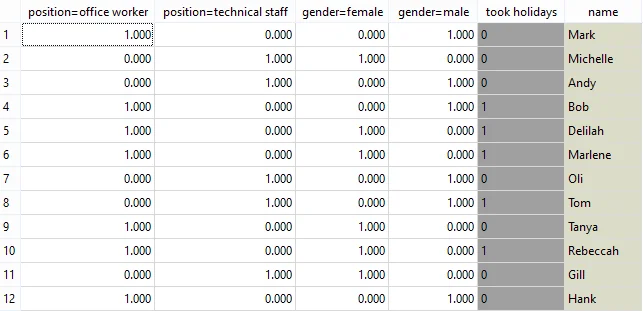 position=office worker position=technical staff gender=female gender=male took holidays name
1 1.000 0.000 0.000 1.000 0 Mark
2 0.000 1.000 1.000 0.000 0 Michelle
3 0.000 1.000 0.000 1.000 0 Andy
4 1.000 0.000 0.000 1.000 1 Bob
5 1.000 0.000 1.000 0.000 1 Delilah
6 1.000 0.000 1.000 0.000 1 Marlene
7 0.000 1.000 0.000 1.000 0 Oli
8 0.000 1.000 0.000 1.000 1 Tom
9 1.000 0.000 1.000 0.000 0 Tanya
10 1.000 0.000 1.000 0.000 1 Rebeccah
11 0.000 1.000 1.000 0.000 0 Gill
12 1.000 0.000 0.000 1.000 0 Hank